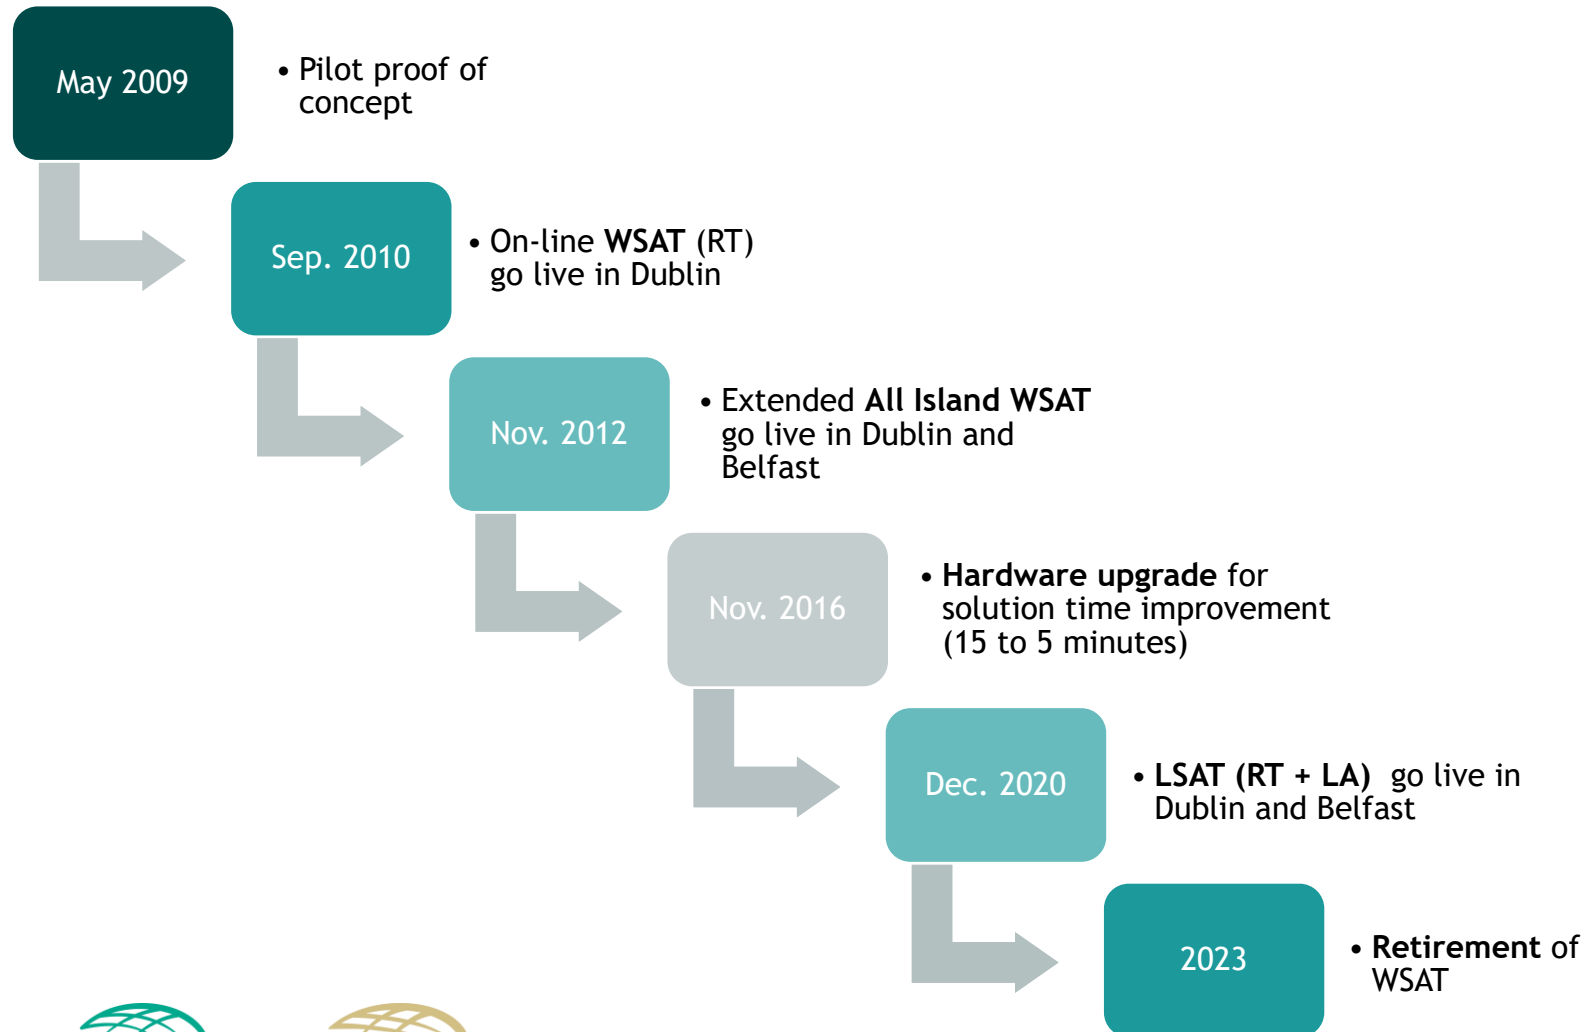 May 2009
• Pilot proof of
concept
Sep. 2010
• On-line WSAT (RT)
go live in Dublin
Nov. 2012
• Extended All Island WSAT
go live in Dublin and
Belfast
Nov. 2016
• Hardware upgrade for
solution time improvement
(15 to 5 minutes)
Dec. 2020
• LSAT (RT + LA)  go live in
Dublin and Belfast
2023
• Retirement of
WSAT